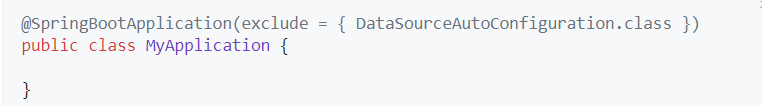 @SpringBootApplication(exclude = { DataSourceAutoConfiguration.class })
public class MyApplication {
}